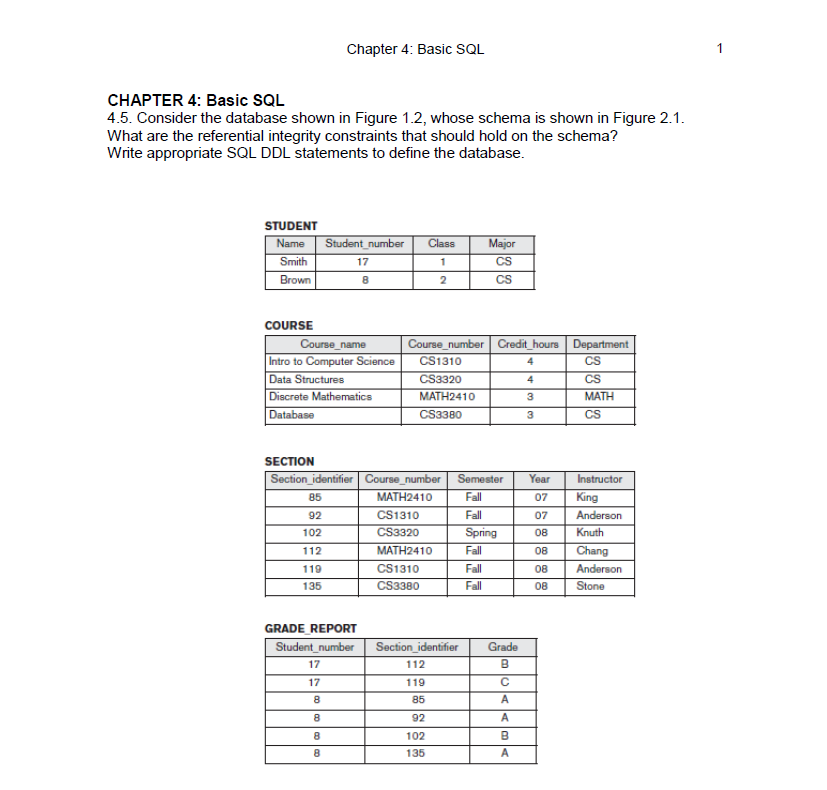 Chapter 4: Basic SQL 1
CHAPTER 4: Basic SQL
4.5. Consider the database shown in Figure 1.2, whose schema is shown in Figure 2.1.
What are the referential integrity constraints that should hold on the schema?
Write appropriate SQL DDL statements to define the database.
STUDENT
Name Student_number Class Major
Smith 17 1 CS
Brown 8 2 CS
COURSE
Course_name Course_number Credit_hours Department
Intro to Computer Science CS1310 4 CS
Data Structures CS3320 4 CS
Discrete Mathematics MATH2410 3 MATH
Database CS3380 3 CS
SECTION
Section_identifier Course_number Semester Year Instructor
85 MATH2410 Fall 07 King
92 CS1310 Fall 07 Anderson
102 CS3320 Spring 08 Knuth
112 MATH2410 Fall 08 Chang
119 CS1310 Fall 08 Anderson
135 CS3380 Fall 08 Stone
GRADE_REPORT
Student_number Section_identifier Grade
17 112 B
17 119 C
8 85 A
8 92 A
8 102 B
8 135 A